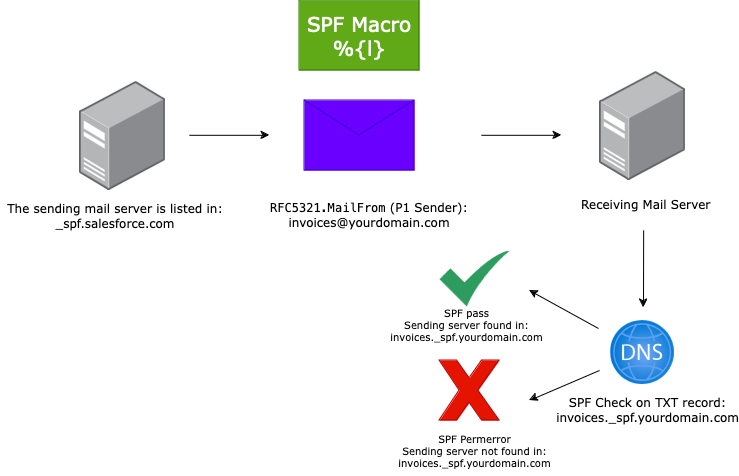 SPF Macro
%{l}
The sending mail server is listed in:
_spf.salesforce.com
RFC5321.MailFrom (P1 Sender):
invoices@yourdomain.com
Receiving Mail Server
SPF pass
Sending server found in:
invoices._spf.yourdomain.com
DNS
SPF Check on TXT record:
invoices._spf.yourdomain.com
SPF Permerror
Sending server not found in:
invoices._spf.yourdomain.com